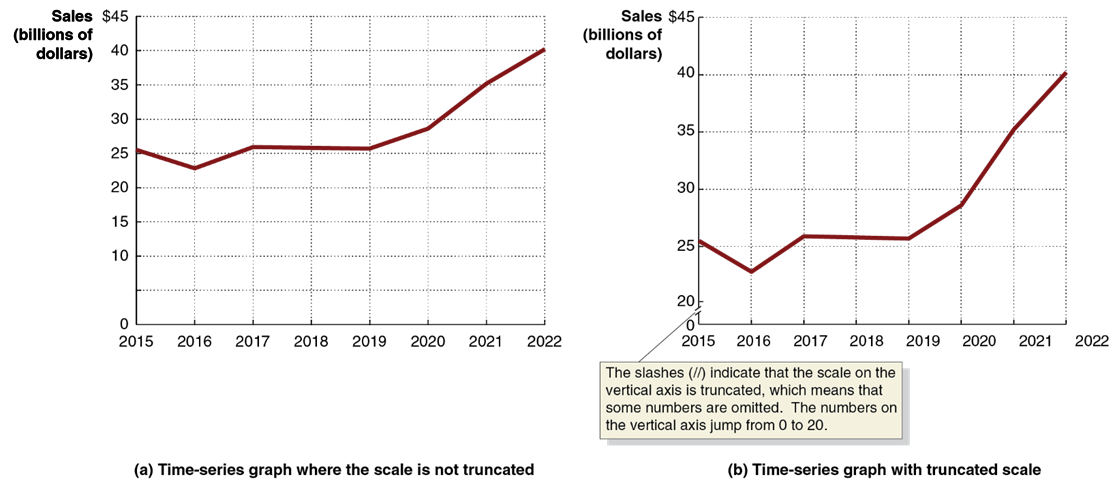 Sales
(billions of
dollars)
$45
40
35
30
25
20
15
10
0
2015 2016 2017 2018 2019 2020 2021 2022
(a) Time-series graph where the scale is not truncated
Sales
(billions of
dollars)
$45
40
35
30
25
20
0
2015 2016 2017 2018 2019 2020 2021 2022
The slashes (//) indicate that the scale on the
vertical axis is truncated, which means that
some numbers are omitted. The numbers on
the vertical axis jump from 0 to 20.
(b) Time-series graph with truncated scale